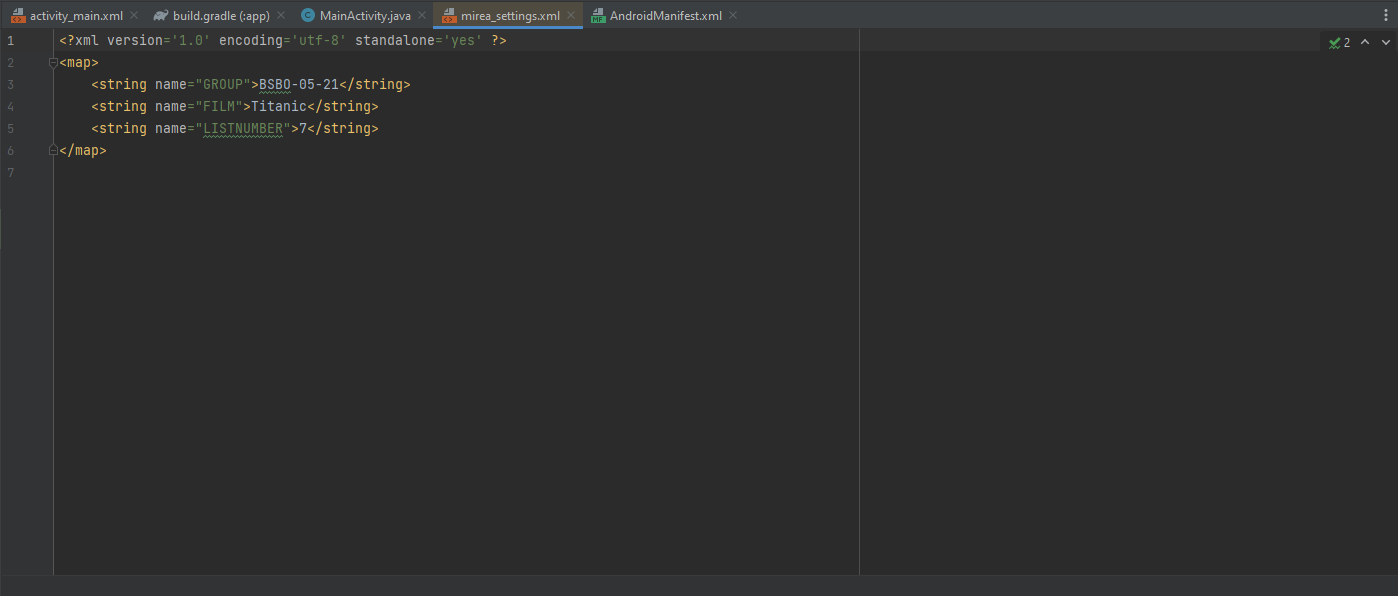 activity_main.xml build.gradle (:app) MainActivity.java mirea_settings.xml AndroidManifest.xml
1 <?xml version='1.0' encoding='utf-8' standalone='yes' ?> 2
2 <map>
3 <string name="GROUP">BSBO-05-21</string>
4 <string name="FILM">Titanic</string>
5 <string name="LISTNUMBER">7</string>
6 </map>
7